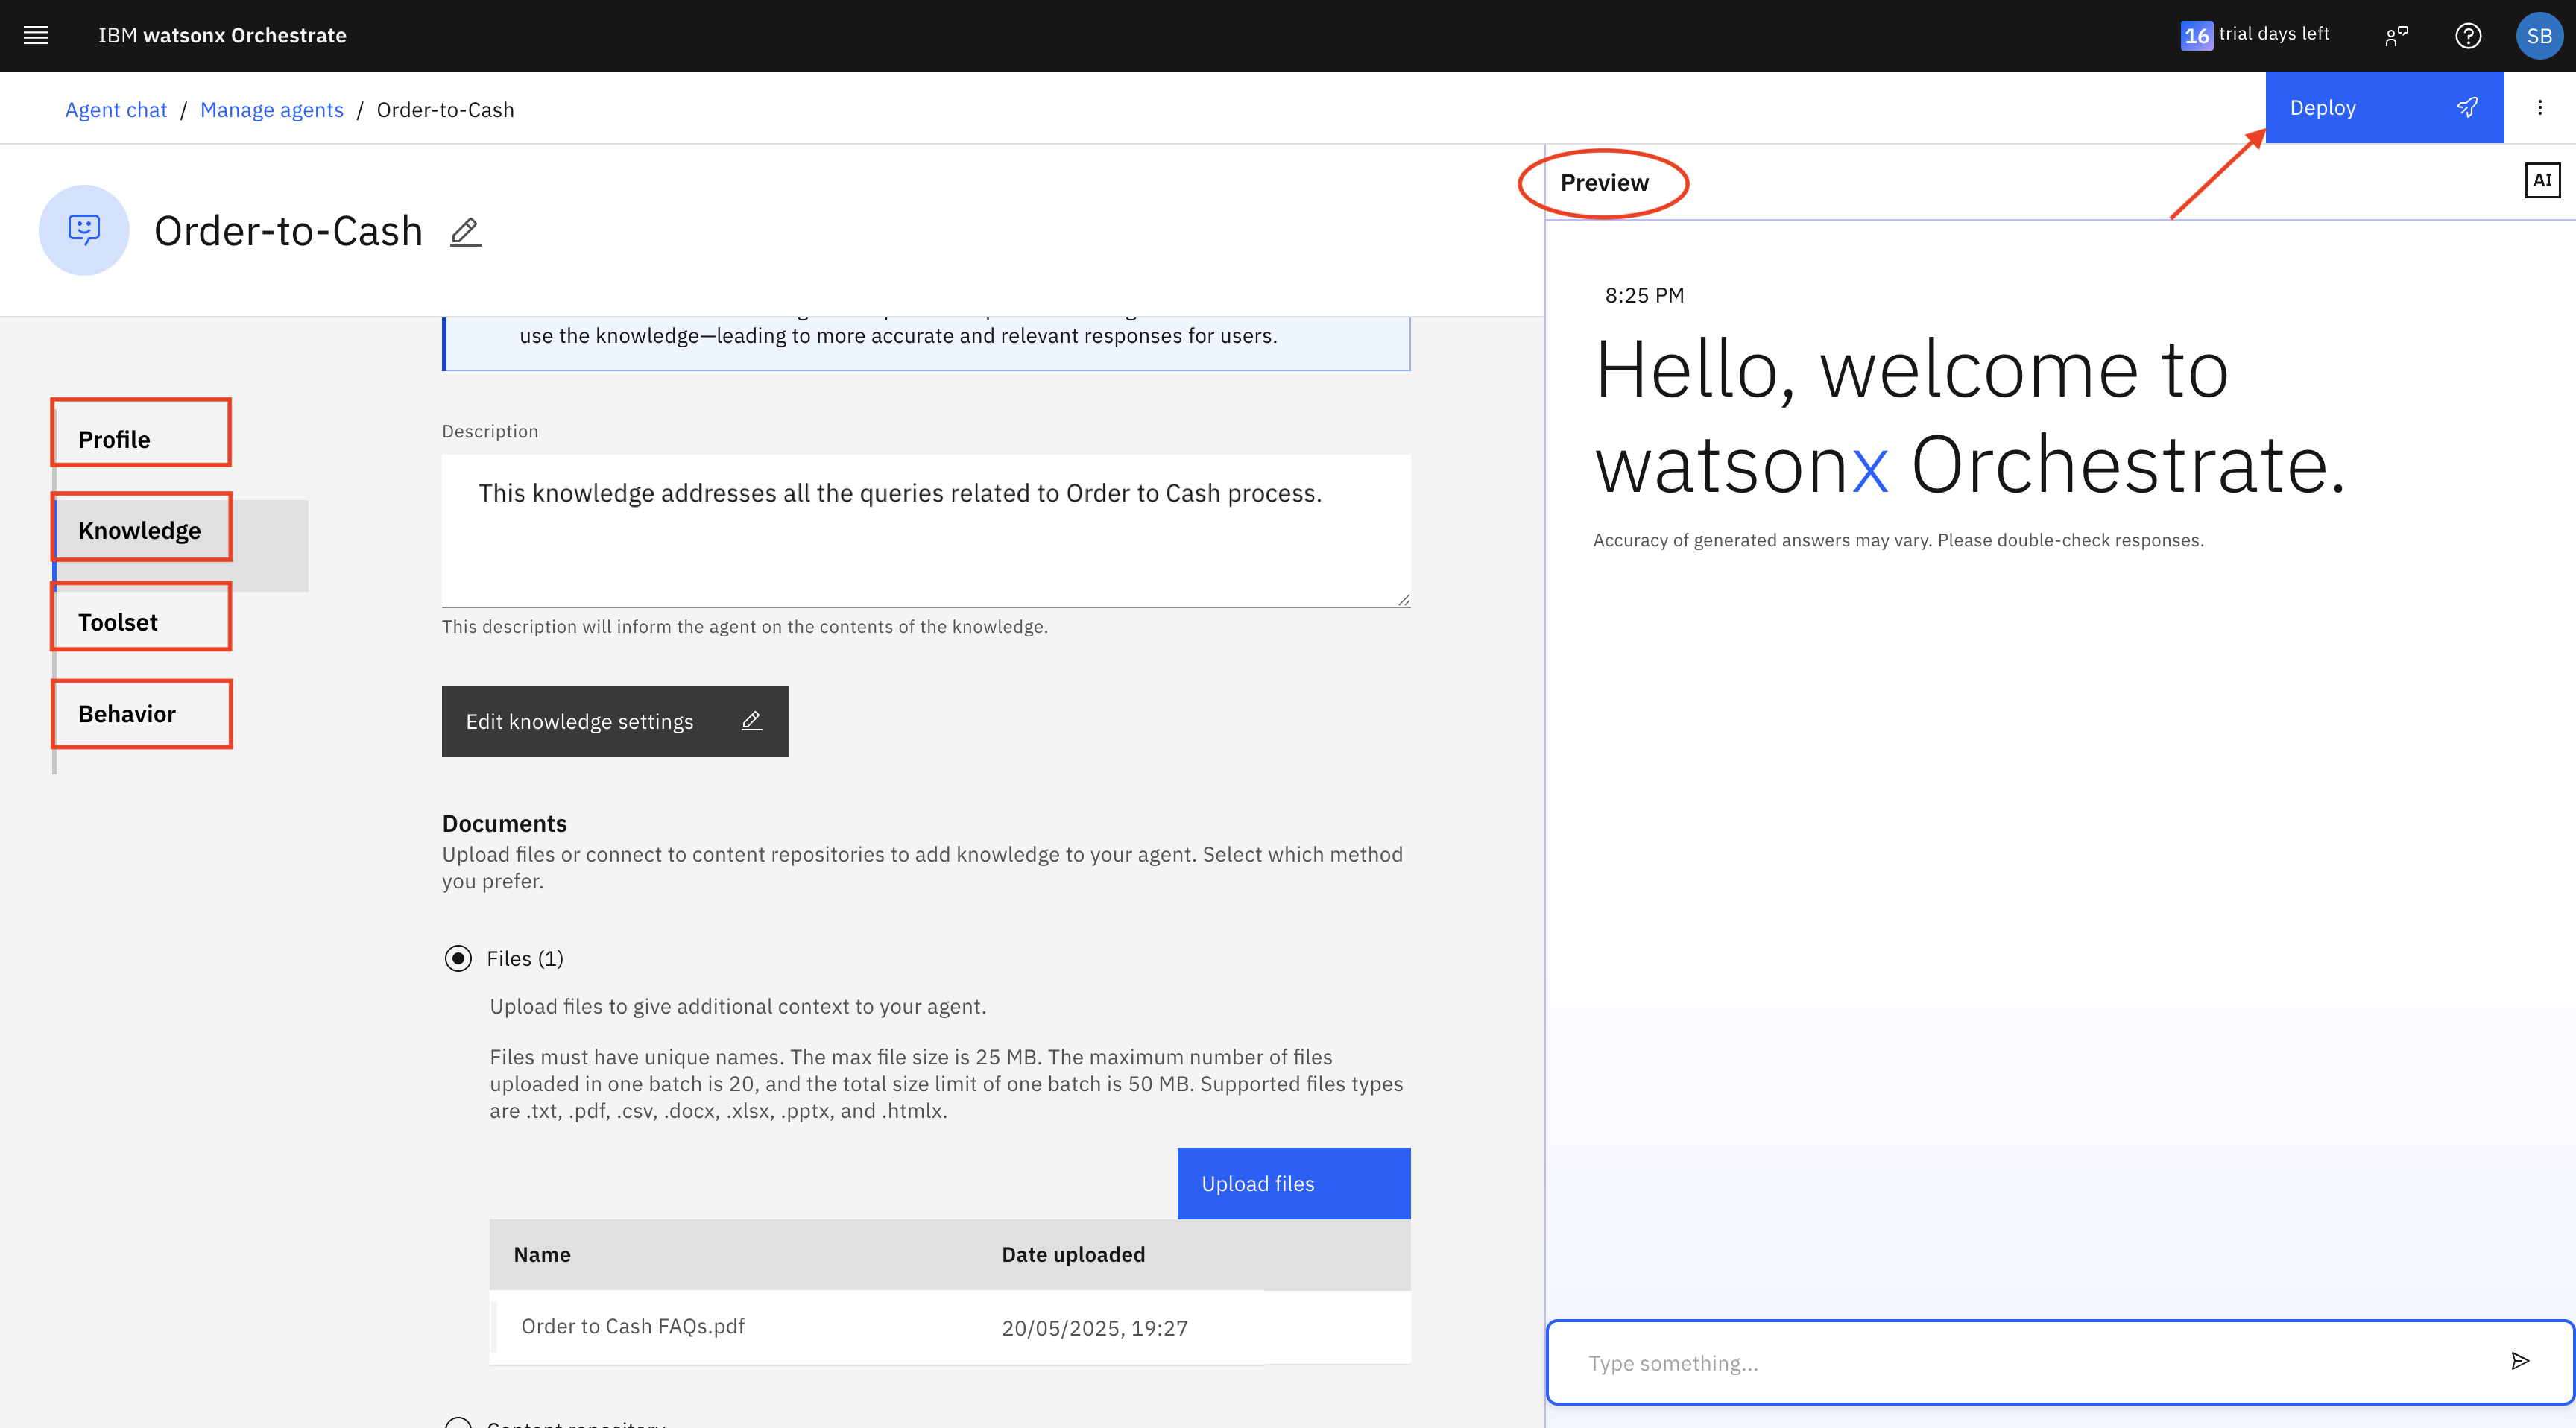 IBM watsonx Orchestrate
16 trial days left
SB
Agent chat / Manage agents / Order-to-Cash
Deploy
Order-to-Cash
Preview
AI
use the knowledge—leading to more accurate and relevant responses for users.
Profile
Knowledge
Toolset
Behavior
Description
This knowledge addresses all the queries related to Order to Cash process.
This description will inform the agent on the contents of the knowledge.
Edit knowledge settings
Documents
Upload files or connect to content repositories to add knowledge to your agent. Select which method
you prefer.
Files (1)
Upload files to give additional context to your agent.
Files must have unique names. The max file size is 25 MB. The maximum number of files
uploaded in one batch is 20, and the total size limit of one batch is 50 MB. Supported files types
are .txt, .pdf, .csv, .docx, .xlsx, .pptx, and .htmlx.
Upload files
Name Date uploaded
Order to Cash FAQs.pdf 20/05/2025, 19:27
Content repository
8:25 PM
Hello, welcome to
watsonx Orchestrate.
Accuracy of generated answers may vary. Please double-check responses.
Type something...